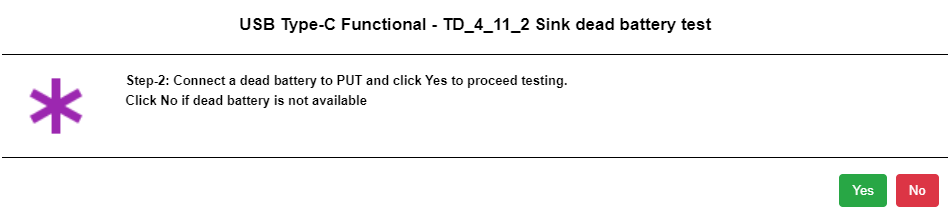 USB Type-C Functional - TD_4_11_2 Sink dead battery test
Step-2: Connect a dead battery to PUT and click Yes to proceed testing.
Click No if dead battery is not available
Yes No